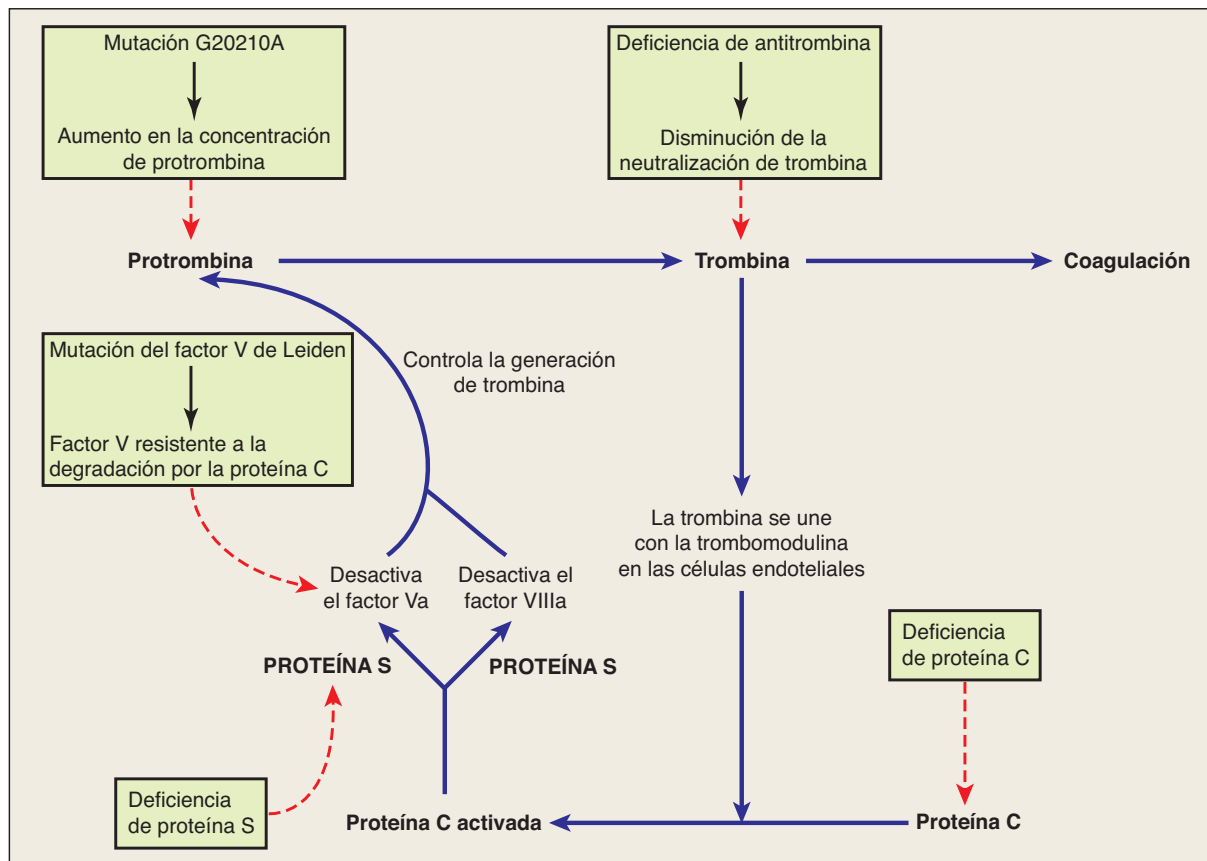 Mutación G20210A
Aumento en la concentración
de protrombina
Deficiencia de antitrombina
Disminución de la
neutralización de trombina
Protrombina
Trombina
Coagulación
Mutación del factor V de Leiden
Factor V resistente a la
degradación por la proteína C
Controla la generación
de trombina
La trombina se une
con la trombomodulina
en las células endoteliales
Desactiva
el factor Va
Desactiva el
factor VIIIa
PROTEÍNA S
PROTEÍNA S
Deficiencia
de proteína C
Deficiencia
de proteína S
Proteína C activada
Proteína C